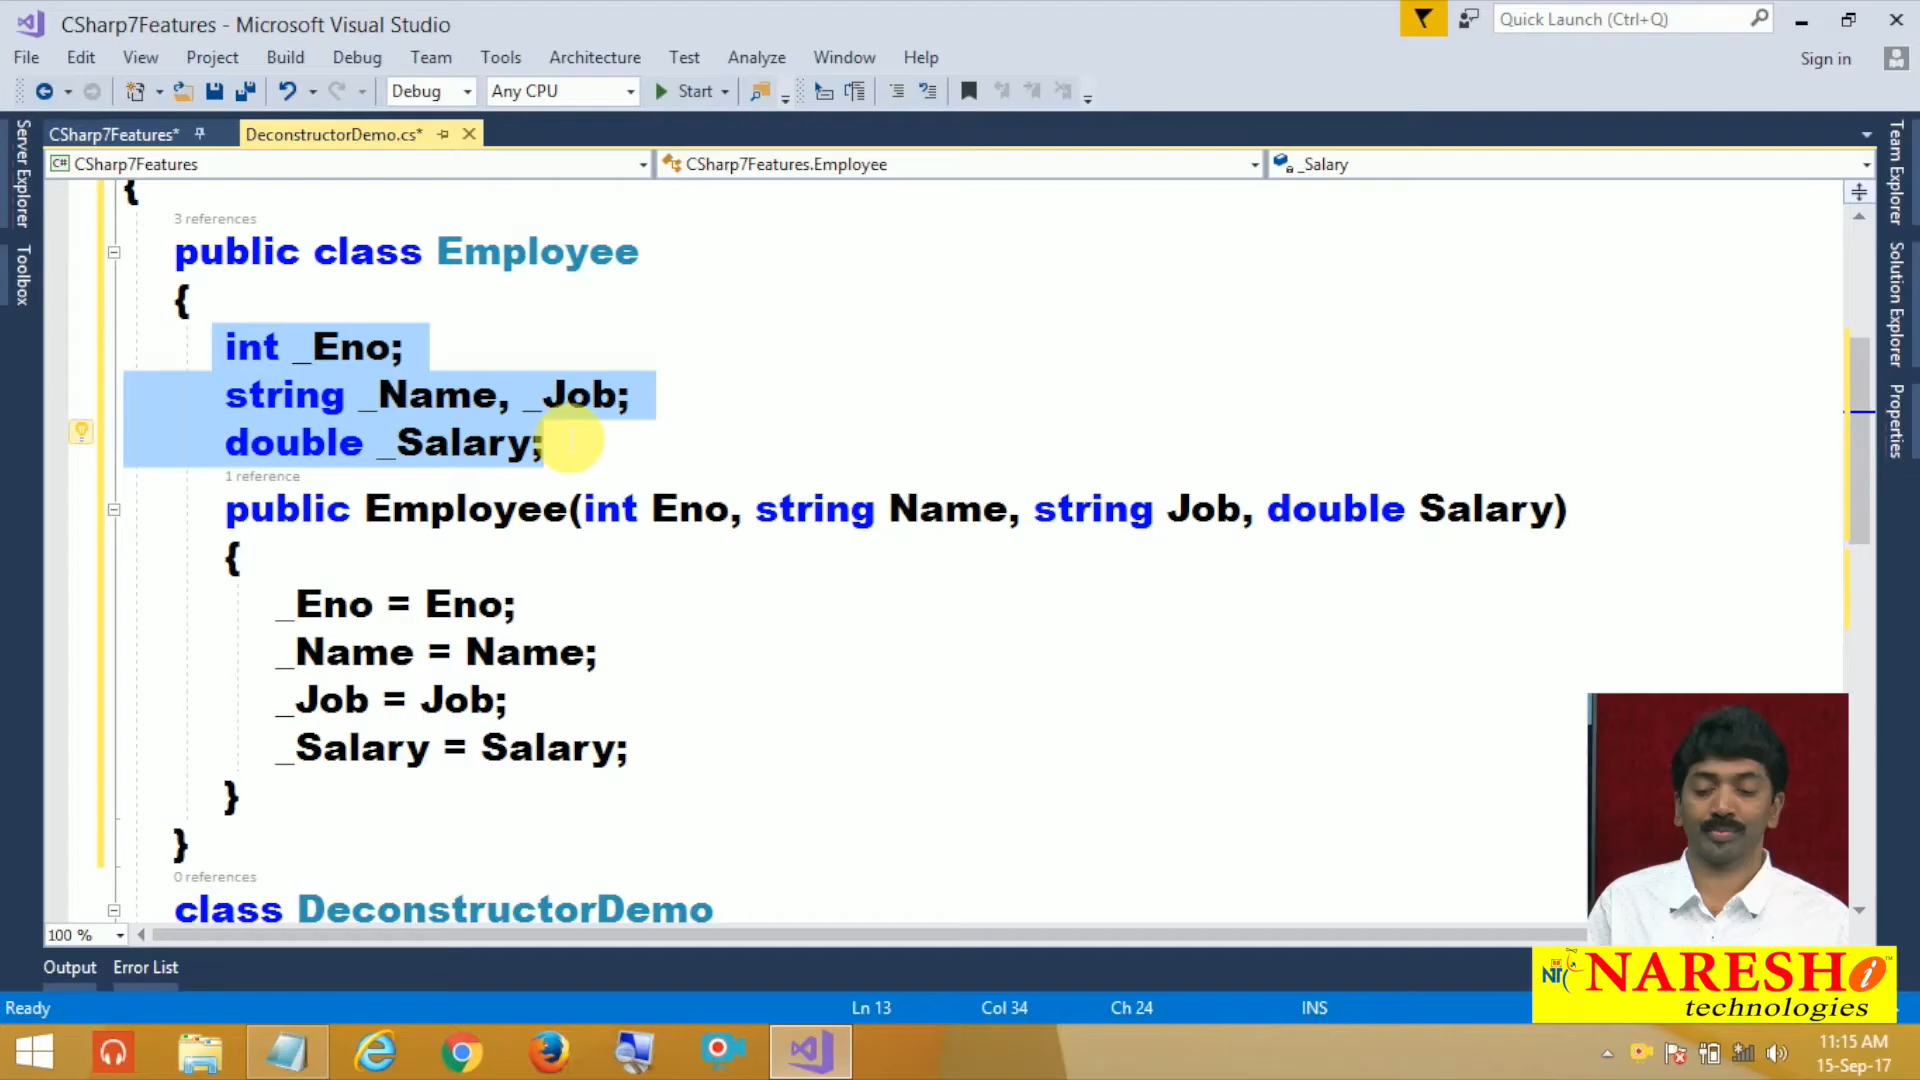 CSharp7Features - Microsoft Visual Studio
Quick Launch (Ctrl+Q)
File Edit View Project Build Debug Team Tools Architecture Test Analyze Window Help
Sign in
Debug Any CPU Start
CSharp7Features* DeconstructorDemo.cs*
C# CSharp7Features CSharp7Features.Employee _Salary
Server Explorer
Toolbox
Team Explorer
Solution Explorer
Properties
{
3 references
public class Employee
{
int _Eno;
string _Name, _Job;
double _Salary;
1 reference
public Employee(int Eno, string Name, string Job, double Salary)
{
_Eno = Eno;
_Name = Name;
_Job = Job;
_Salary = Salary;
}
}
0 references
class DeconstructorDemo
100 %
Output Error List
Ready Ln 13 Col 34 Ch 24 INS
NARESH i
technologies
11:15 AM
15-Sep-17